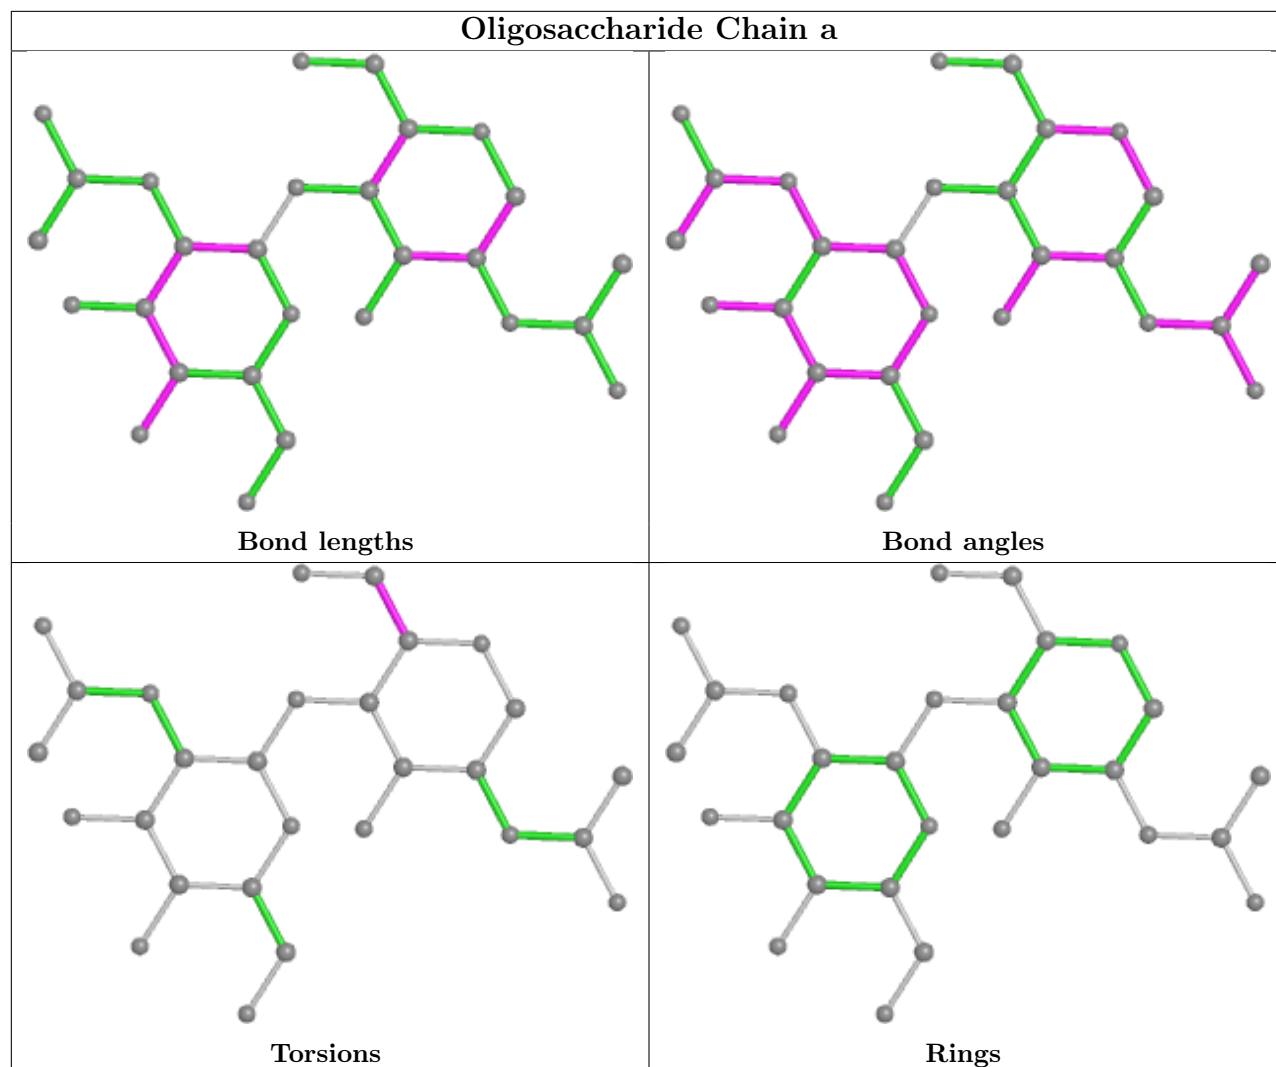 Oligosaccharide Chain a
Bond lengths
Bond angles
Torsions
Rings